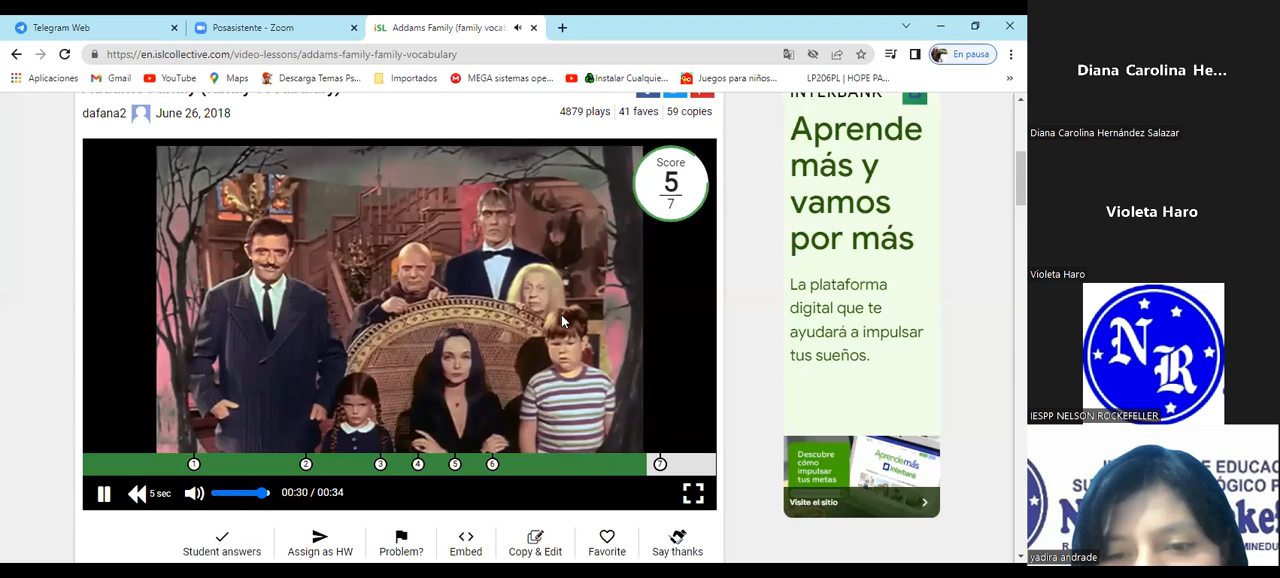 Telegram Web
Posasistente - Zoom
iSL Addams Family (family vocab
https://en.islcollective.com/video-lessons/addams-family-family-vocabulary
En pausa
Aplicaciones
Gmail
YouTube
Maps
Descarga Temas Ps...
Importados
MEGA sistemas ope...
Instalar Cualquie...
Juegos para niños...
LP206PL | HOPE PA...
»
dafana2
June 26, 2018
4879 plays
41 faves
59 copies
Score
5
7
1
2
3
4
5
6
7
5 sec
00:30 / 00:34
Student answers
Assign as HW
Problem?
Embed
Copy & Edit
Favorite
Say thanks
INTERBANK
Aprende
más y
vamos
por más
La plataforma
digital que te
ayudará a impulsar
tus sueños.
Descubre
cómo
impulsar
tus metas
Aprendemás
Interbank
Visite el sitio
Diana Carolina He...
Diana Carolina Hernández Salazar
Violeta Haro
Violeta Haro
N R
IESPP NELSON ROCKEFELLER
yadira andrade